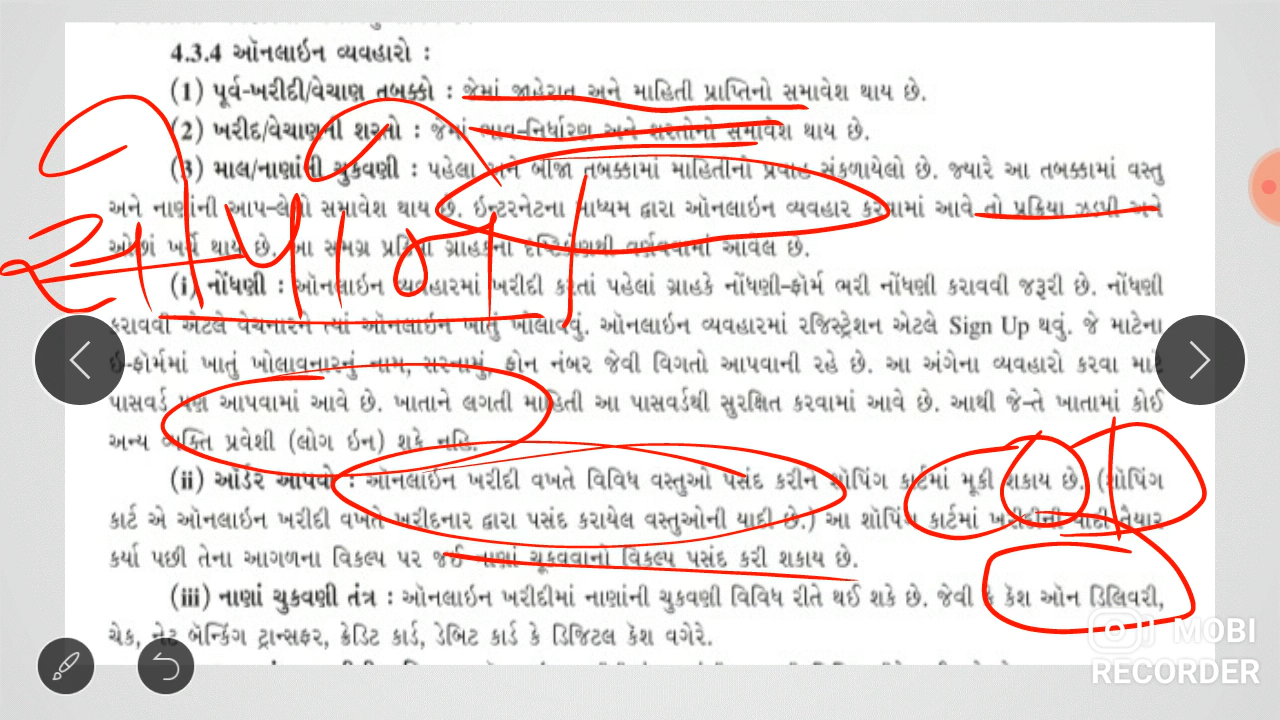 4.3.4 ઑનલાઇન વ્યવહારો :
(1) પૂર્વ-ખરીદી/વેચાણ તબક્કો : જેમાં જાહેરાત અને માહિતી પ્રાપ્તિનો સમાવેશ થાય છે.
(2) ખરીદ/વેચાણની શરતો : જેમાં ભાવ-નિર્ધારણ અને શરતોનો સમાવેશ થાય છે.
(3) માલ/નાણાંની ચુકવણી : પહેલા અને બીજા તબક્કામાં માહિતીનો પ્રવાહ સંકળાયેલો છે. જ્યારે આ તબક્કામાં વસ્તુ
અને નાણાંની આપ-લેનો સમાવેશ થાય છે. ઇન્ટરનેટના માધ્યમ દ્વારા ઑનલાઇન વ્યવહાર કરવામાં આવે તો પ્રક્રિયા ઝડપી અને
ઓછા ખર્ચે થાય છે. આ સમગ્ર પ્રક્રિયા ગ્રાહકના દૃષ્ટિકોણથી વર્ણવવામાં આવેલ છે.
(i) નોંધણી : ઑનલાઇન વ્યવહારમાં ખરીદી કરતાં પહેલાં ગ્રાહકે નોંધણી-ફૉર્મ ભરી નોંધણી કરાવવી જરૂરી છે. નોંધણી
કરાવવી એટલે વેચનારને ત્યાં ઑનલાઇન ખાતું ખોલાવવું. ઑનલાઇન વ્યવહારમાં રજિસ્ટ્રેશન એટલે Sign Up થવું. જે માટેના
ઇ-ફૉર્મમાં ખાતું ખોલાવનારનું નામ, સરનામું, ફોન નંબર જેવી વિગતો આપવાની રહે છે. આ અંગેના વ્યવહારો કરવા માટે
પાસવર્ડ પણ આપવામાં આવે છે. ખાતાને લગતી માહિતી આ પાસવર્ડથી સુરક્ષિત કરવામાં આવે છે. આથી જે-તે ખાતામાં કોઈ
અન્ય વ્યક્તિ પ્રવેશી (લોગ ઇન) શકે નહિ.
(ii) ઑર્ડર આપવો : ઑનલાઇન ખરીદી વખતે વિવિધ વસ્તુઓ પસંદ કરીને શૉપિંગ કાર્ટમાં મૂકી શકાય છે. (શૉપિંગ
કાર્ટ એ ઑનલાઇન ખરીદી વખતે ખરીદનાર દ્વારા પસંદ કરાયેલ વસ્તુઓની યાદી છે.) આ શૉપિંગ કાર્ટમાં ખરીદીની યાદી તૈયાર
કર્યા પછી તેના આગળના વિકલ્પ પર જઈ નાણાં ચૂકવવાનો વિકલ્પ પસંદ કરી શકાય છે.
(iii) નાણાં ચુકવણી તંત્ર : ઑનલાઇન ખરીદીમાં નાણાંની ચુકવણી વિવિધ રીતે થઈ શકે છે. જેવી કે કૅશ ઑન ડિલિવરી,
ચેક, નેટ બૅન્કિંગ ટ્રાન્સફર, ક્રેડિટ કાર્ડ, ડેબિટ કાર્ડ કે ડિજિટલ કૅશ વગેરે.
MOBI
RECORDER